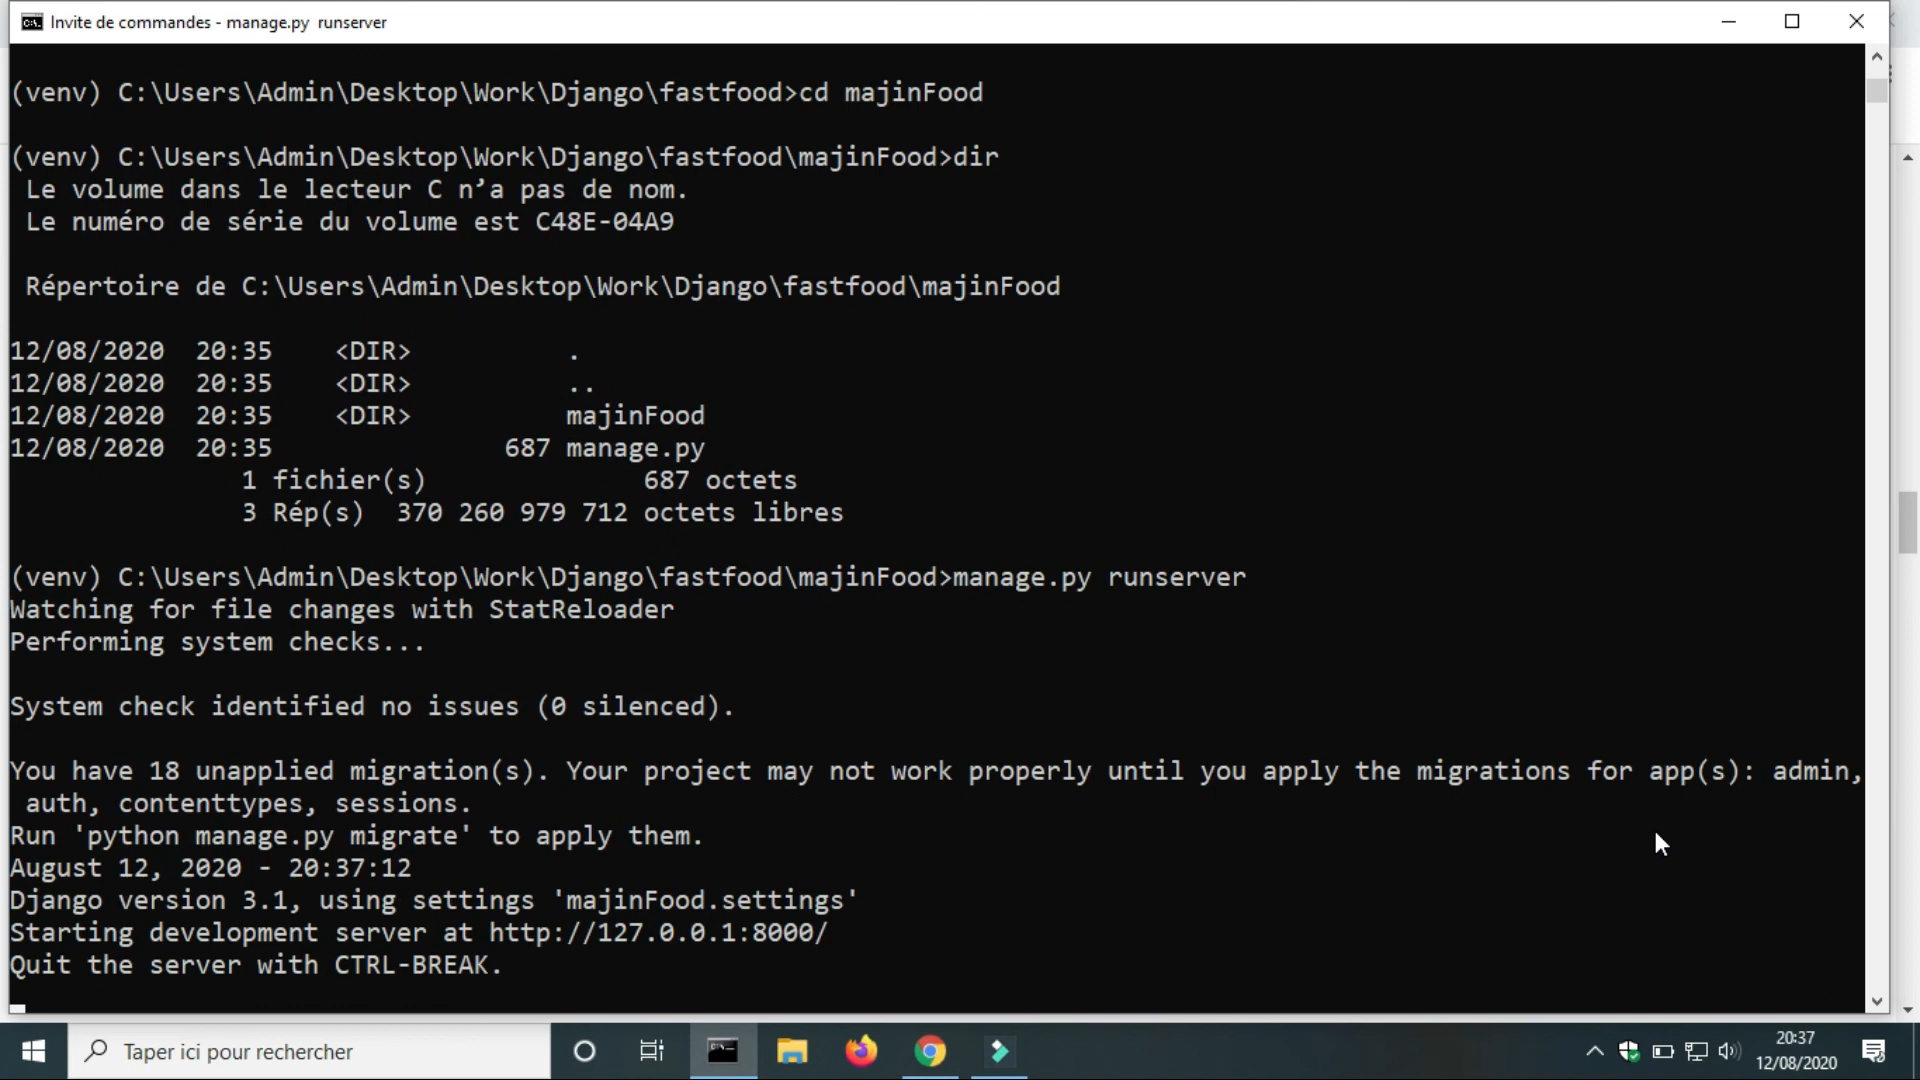 Invite de commandes - manage.py  runserver
(venv) C:\Users\Admin\Desktop\Work\Django\fastfood>cd majinFood
(venv) C:\Users\Admin\Desktop\Work\Django\fastfood\majinFood>dir
 Le volume dans le lecteur C n’a pas de nom.
 Le numéro de série du volume est C48E-04A9
 Répertoire de C:\Users\Admin\Desktop\Work\Django\fastfood\majinFood
12/08/2020  20:35    <DIR>          .
12/08/2020  20:35    <DIR>          ..
12/08/2020  20:35    <DIR>          majinFood
12/08/2020  20:35               687 manage.py
               1 fichier(s)              687 octets
               3 Rép(s)  370 260 979 712 octets libres
(venv) C:\Users\Admin\Desktop\Work\Django\fastfood\majinFood>manage.py runserver
Watching for file changes with StatReloader
Performing system checks...
System check identified no issues (0 silenced).
You have 18 unapplied migration(s). Your project may not work properly until you apply the migrations for app(s): admin,
 auth, contenttypes, sessions.
Run 'python manage.py migrate' to apply them.
August 12, 2020 - 20:37:12
Django version 3.1, using settings 'majinFood.settings'
Starting development server at http://127.0.0.1:8000/
Quit the server with CTRL-BREAK.
Taper ici pour rechercher
20:37
12/08/2020